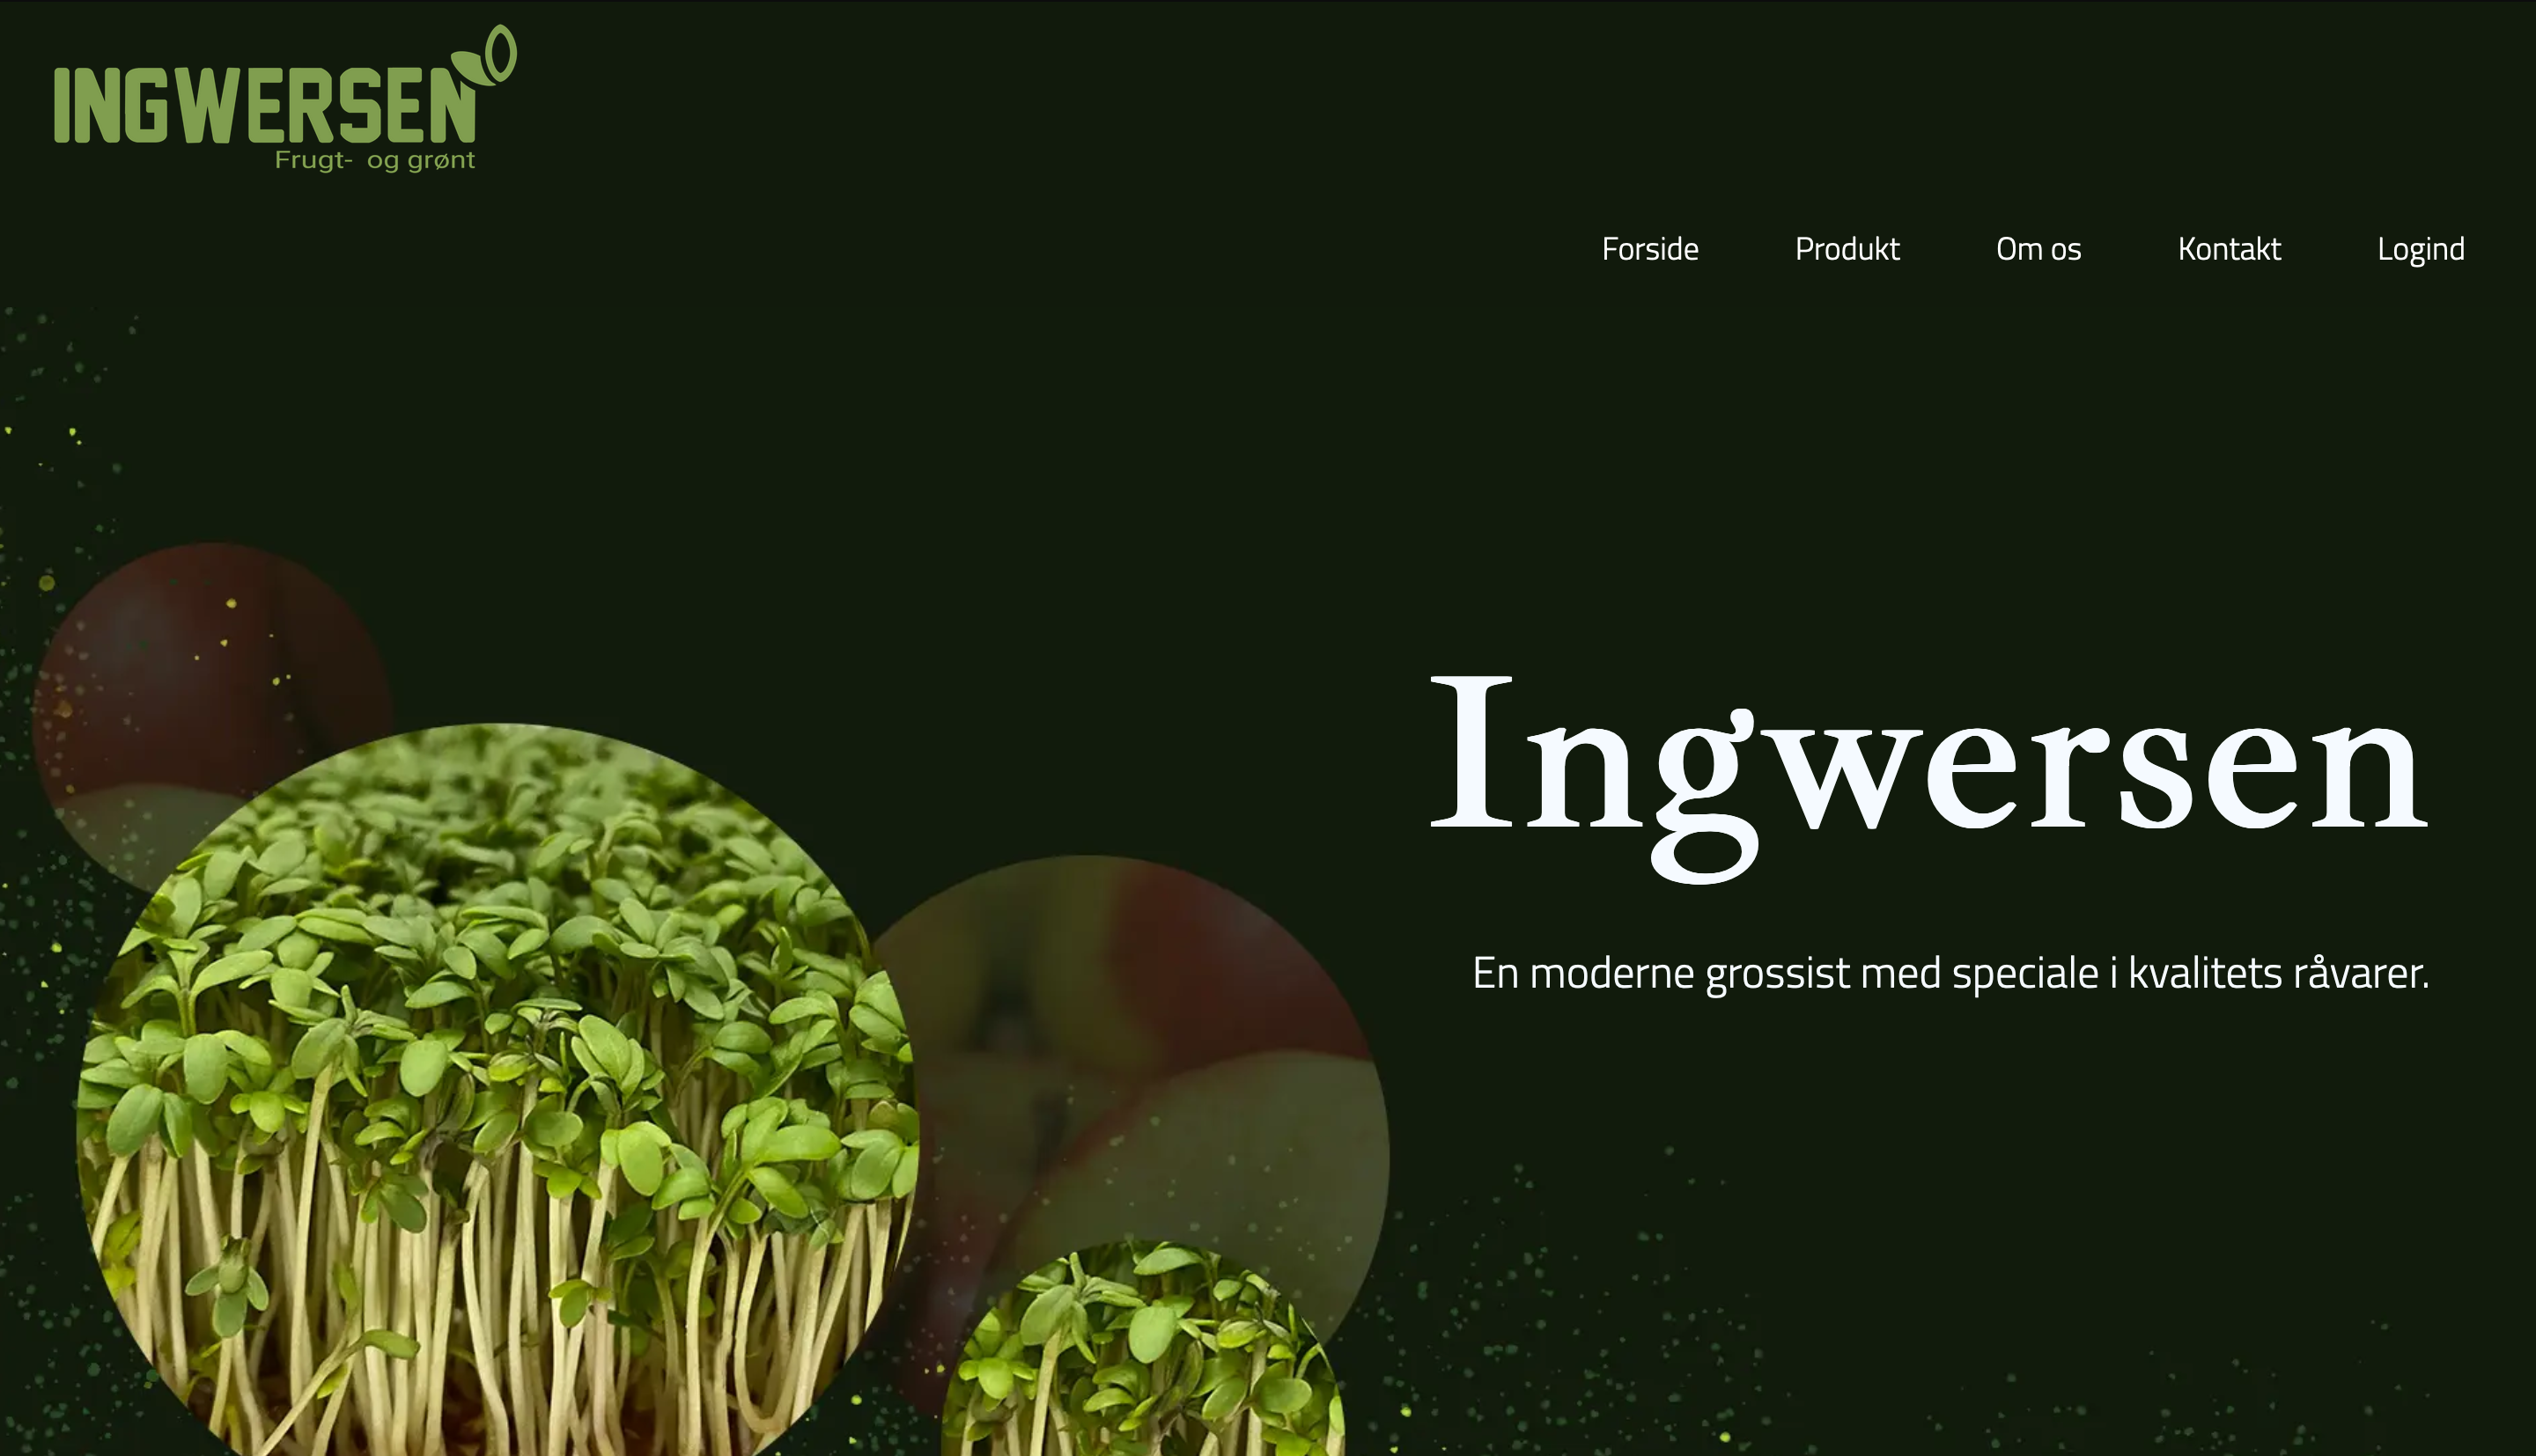 INGWERSEN
Frugt- og grønt
Forside Produkt Om os Kontakt Logind
Ingwersen
En moderne grossist med speciale i kvalitets råvarer.